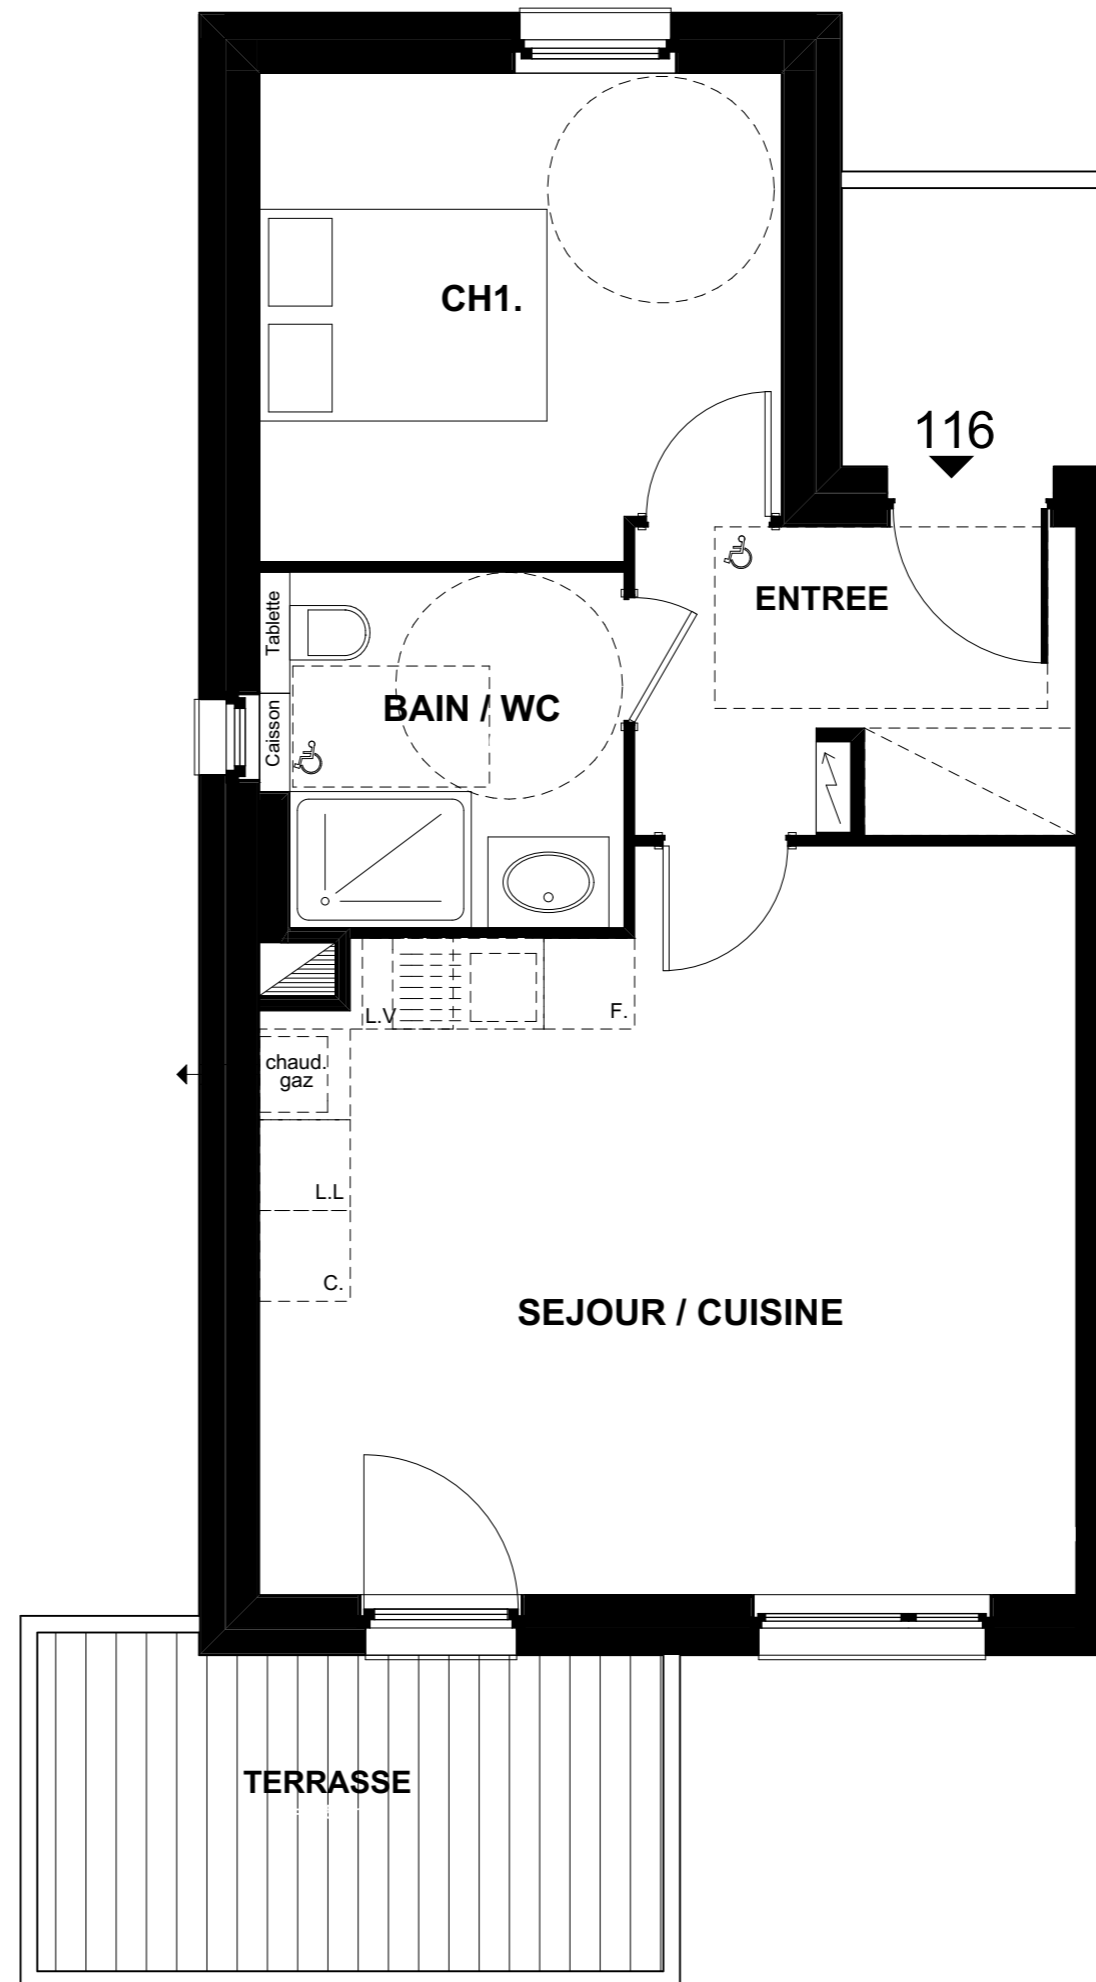 CH1.
116
ENTREE
Tablette
BAIN / WC
Caisson
L.V
F.
chaud.
gaz
L.L
C.
SEJOUR / CUISINE
TERRASSE